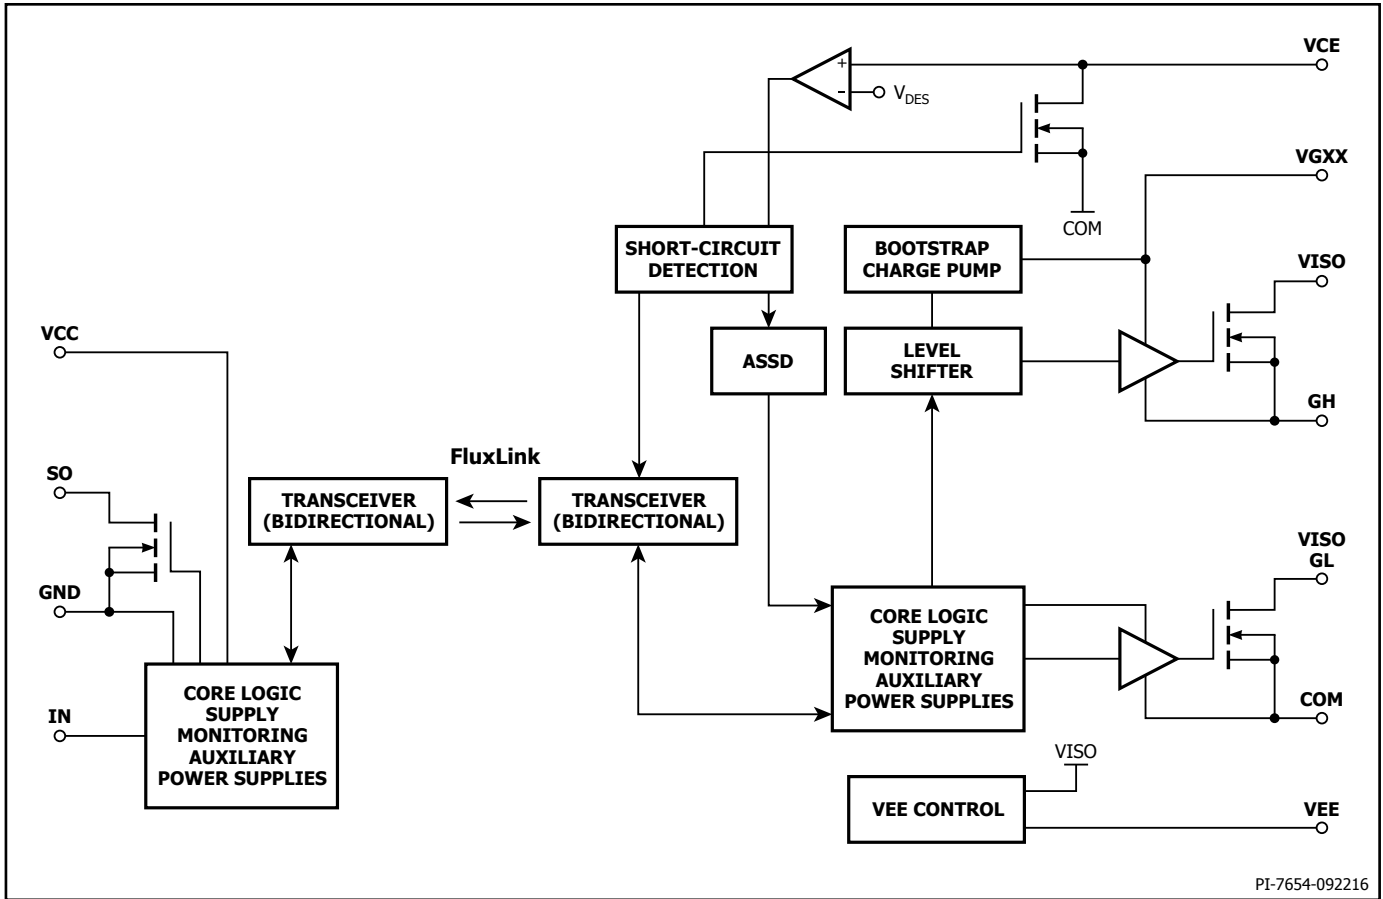 VCE
+
-
V_DES
VGXX
COM
SHORT-CIRCUIT
DETECTION
BOOTSTRAP
CHARGE PUMP
VISO
VCC
ASSD
LEVEL
SHIFTER
GH
FluxLink
SO
TRANSCEIVER
(BIDIRECTIONAL)
TRANSCEIVER
(BIDIRECTIONAL)
VISO
GL
GND
CORE LOGIC
SUPPLY
MONITORING
AUXILIARY
POWER SUPPLIES
CORE LOGIC
SUPPLY
MONITORING
AUXILIARY
POWER SUPPLIES
COM
IN
VISO
VEE CONTROL
VEE
PI-7654-092216